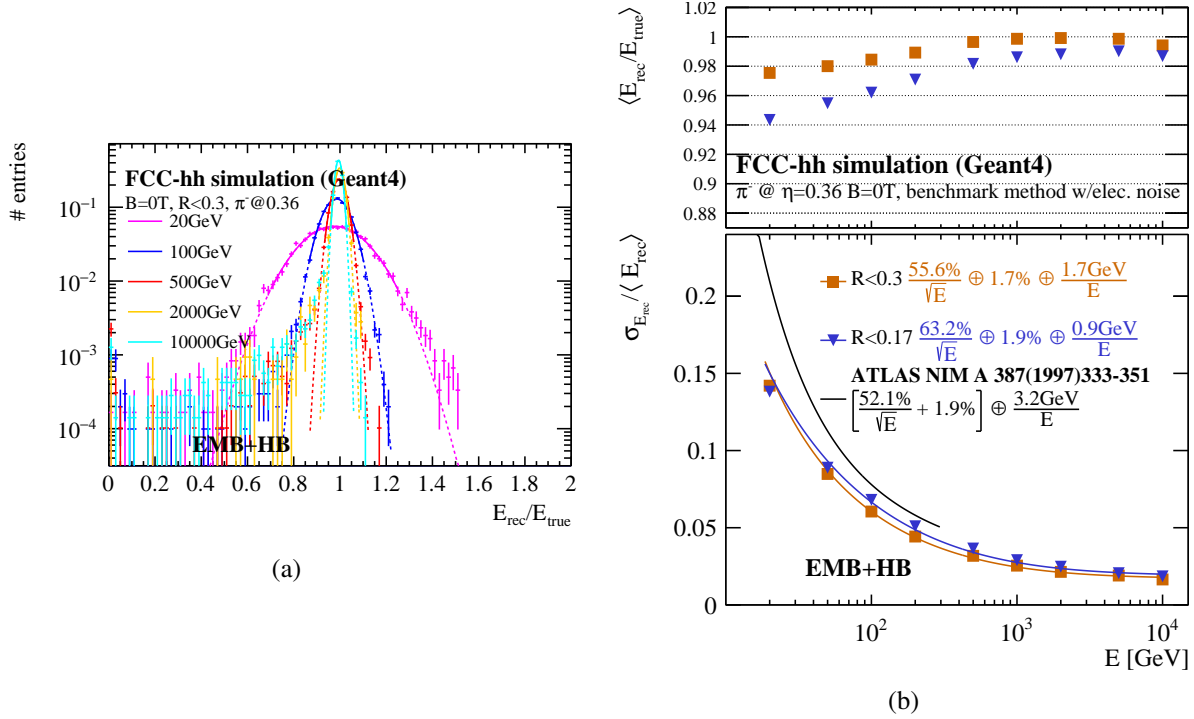 # entries
10⁻¹
10⁻²
10⁻³
10⁻⁴
FCC-hh simulation (Geant4)
B=0T, R<0.3, π⁻@0.36
20GeV
100GeV
500GeV
2000GeV
10000GeV
EMB+HB
0 0.2 0.4 0.6 0.8 1 1.2 1.4 1.6 1.8 2
E_rec/E_true
(a)
⟨E_rec/E_true⟩
1.02
1
0.98
0.96
0.94
0.92
0.9
0.88
FCC-hh simulation (Geant4)
π⁻ @ η=0.36 B=0T, benchmark method w/elec. noise
σ_E_rec/⟨E_rec⟩
0.2
0.15
0.1
0.05
0
R<0.3 55.6%/√E ⊕ 1.7% ⊕ 1.7GeV/E
R<0.17 63.2%/√E ⊕ 1.9% ⊕ 0.9GeV/E
ATLAS NIM A 387(1997)333-351
[52.1%/√E + 1.9%] ⊕ 3.2GeV/E
EMB+HB
10² 10³ 10⁴
E [GeV]
(b)